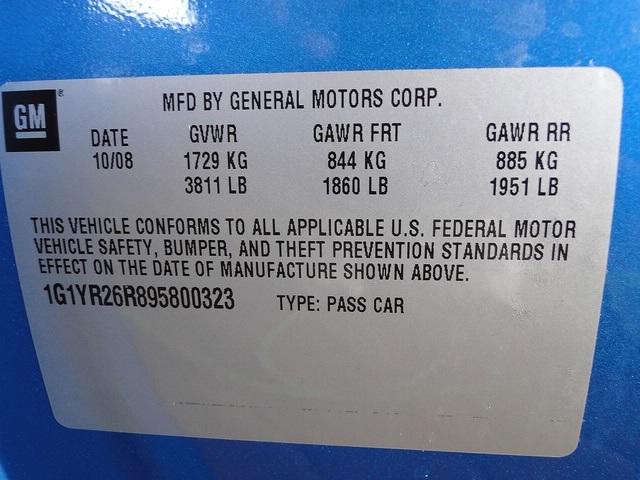 GM®
MFD BY GENERAL MOTORS CORP.
DATE GVWR GAWR FRT GAWR RR
10/08 1729 KG 844 KG 885 KG
3811 LB 1860 LB 1951 LB
THIS VEHICLE CONFORMS TO ALL APPLICABLE U.S. FEDERAL MOTOR
VEHICLE SAFETY, BUMPER, AND THEFT PREVENTION STANDARDS IN
EFFECT ON THE DATE OF MANUFACTURE SHOWN ABOVE.
1G1YR26R895800323 TYPE: PASS CAR